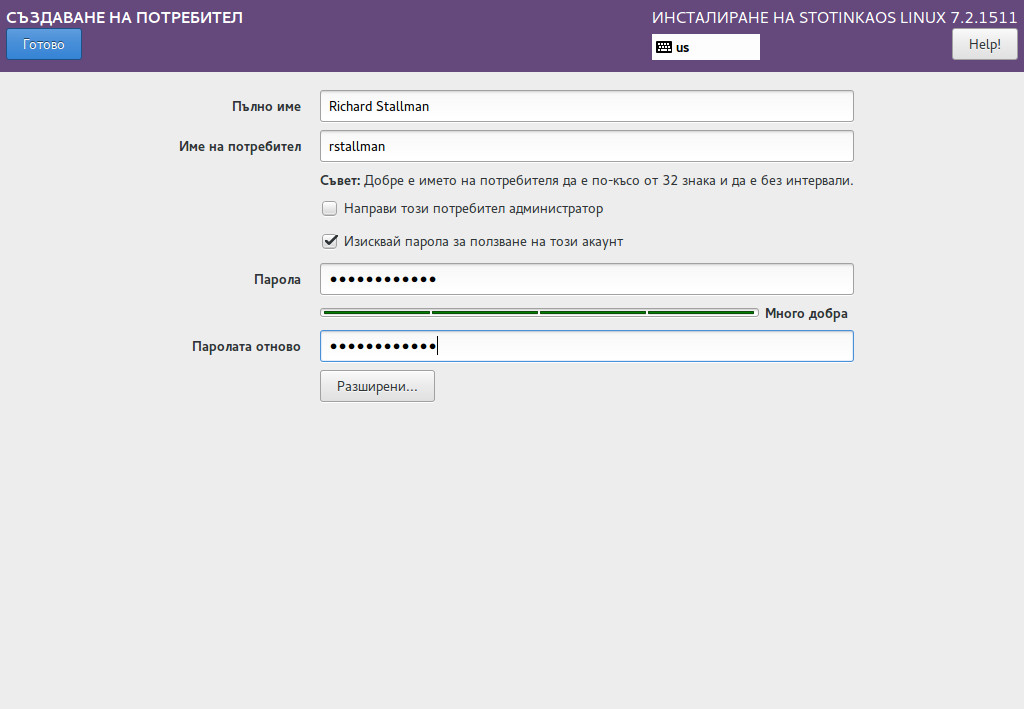 СЪЗДАВАНЕ НА ПОТРЕБИТЕЛ
ИНСТАЛИРАНЕ НА STOTINKAOS LINUX 7.2.1511
Готово
us
Help!
Пълно име
Richard Stallman
Име на потребител
rstallman
Съвет: Добре е името на потребителя да е по-късо от 32 знака и да е без интервали.
Направи този потребител администратор
Изисквай парола за ползване на този акаунт
Парола
●●●●●●●●●●●●
Много добра
Паролата отново
●●●●●●●●●●●●
Разширени...